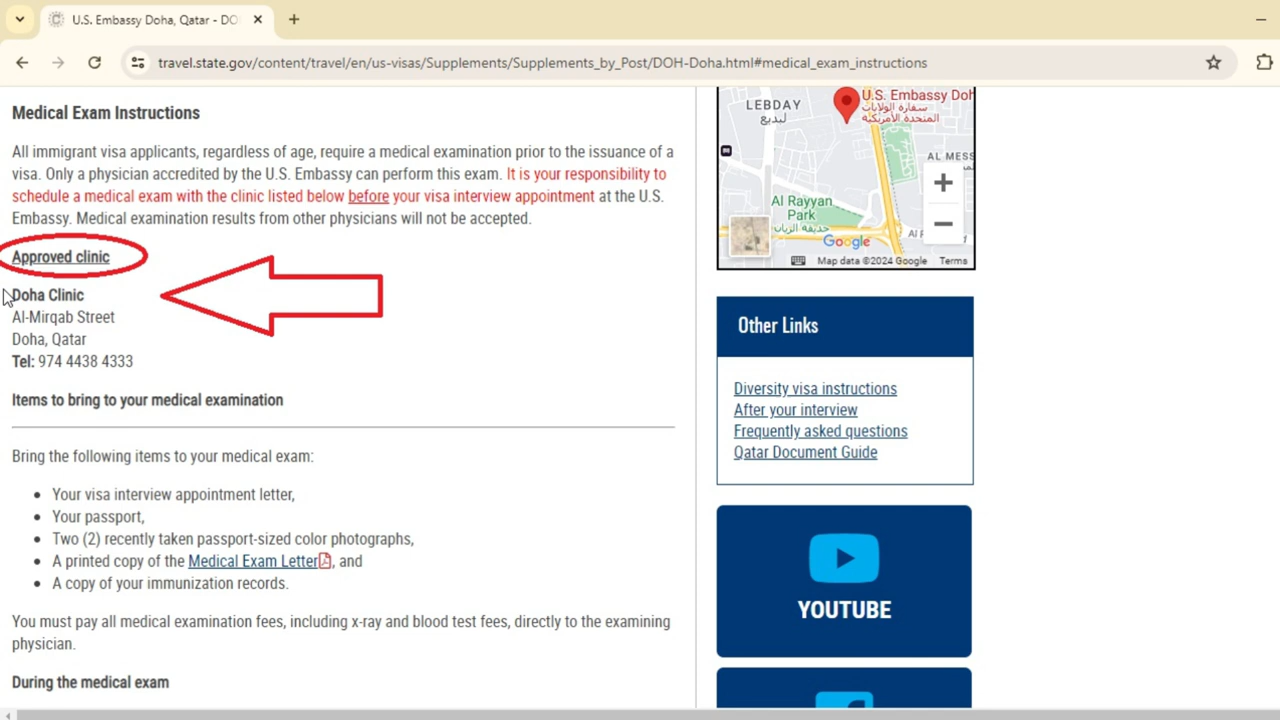 U.S. Embassy Doha, Qatar - DO
travel.state.gov/content/travel/en/us-visas/Supplements/Supplements_by_Post/DOH-Doha.html#medical_exam_instructions
Medical Exam Instructions
All immigrant visa applicants, regardless of age, require a medical examination prior to the issuance of a
visa. Only a physician accredited by the U.S. Embassy can perform this exam. It is your responsibility to
schedule a medical exam with the clinic listed below before your visa interview appointment at the U.S.
Embassy. Medical examination results from other physicians will not be accepted.
Approved clinic
Doha Clinic
Al-Mirqab Street
Doha, Qatar
Tel: 974 4438 4333
Items to bring to your medical examination
Bring the following items to your medical exam:
• Your visa interview appointment letter,
• Your passport,
• Two (2) recently taken passport-sized color photographs,
• A printed copy of the Medical Exam Letter, and
• A copy of your immunization records.
You must pay all medical examination fees, including x-ray and blood test fees, directly to the examining
physician.
During the medical exam
LEBDAY
لبديع
U.S. Embassy Doh
سفارة الولايات
المتحدة الأمريكية
AL MESS
Al Rayyan
Park
حديقة الريان
Al R
Google
Map data ©2024 Google
Terms
Other Links
Diversity visa instructions
After your interview
Frequently asked questions
Qatar Document Guide
YOUTUBE